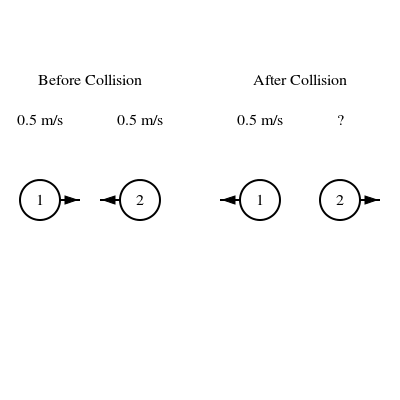 Before Collision
After Collision
0.5 m/s
0.5 m/s
0.5 m/s
?
1
2
1
2